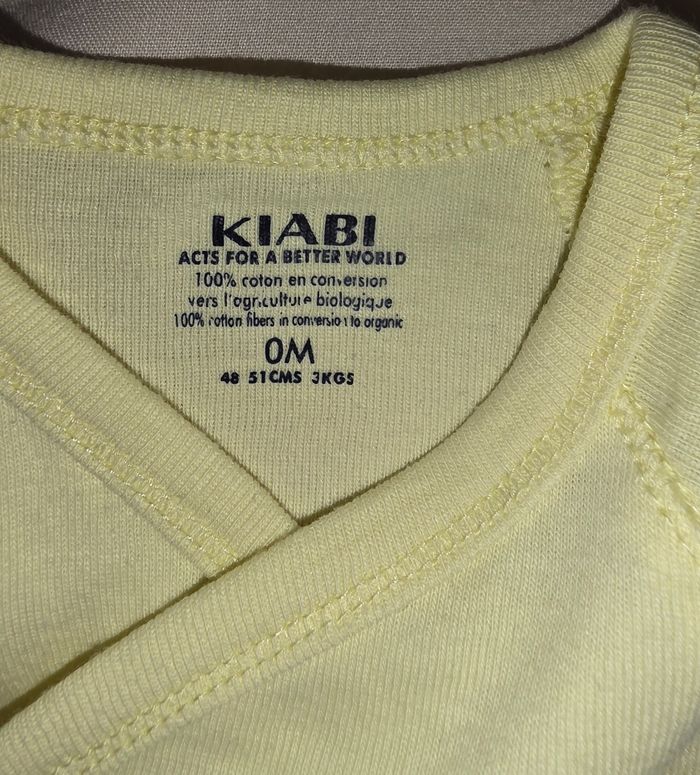 KIABI
ACTS FOR A BETTER WORLD
100% coton en conversion
vers l'agriculture biologique
100% cotton fibers in conversion to organic
0M
48 51CMS 3KGS